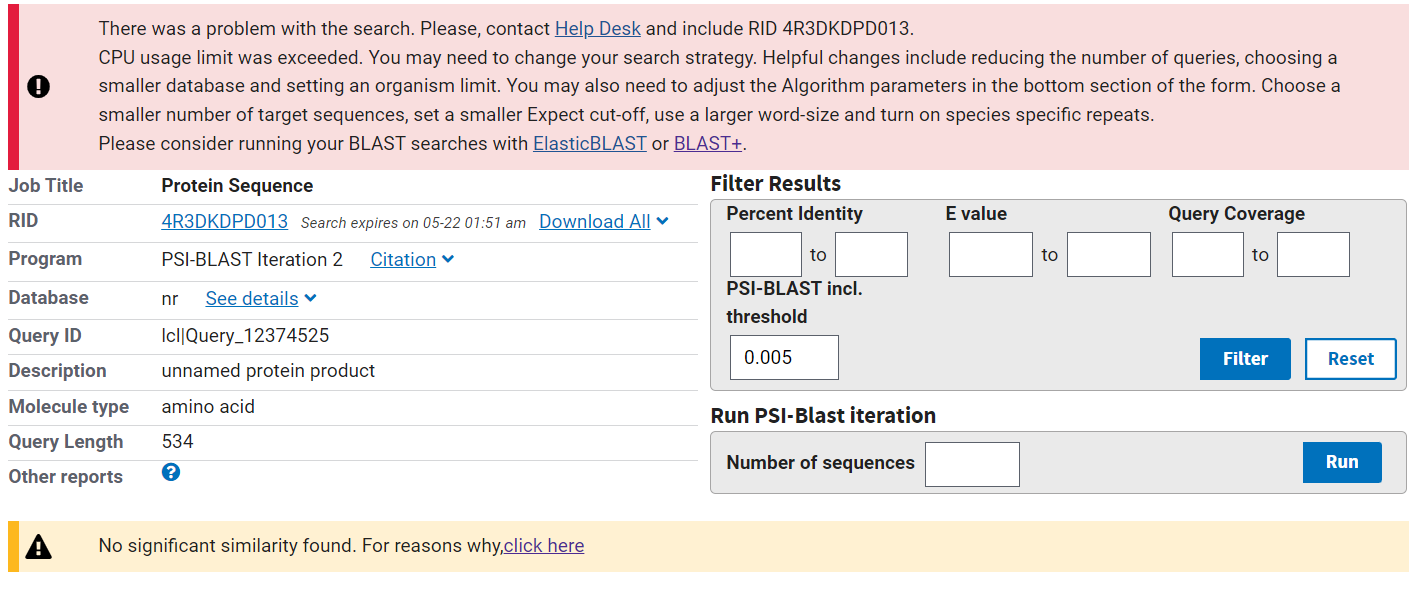 There was a problem with the search. Please, contact Help Desk and include RID 4R3DKDPD013.
CPU usage limit was exceeded. You may need to change your search strategy. Helpful changes include reducing the number of queries, choosing a
smaller database and setting an organism limit. You may also need to adjust the Algorithm parameters in the bottom section of the form. Choose a
smaller number of target sequences, set a smaller Expect cut-off, use a larger word-size and turn on species specific repeats.
Please consider running your BLAST searches with ElasticBLAST or BLAST+.
Job Title Protein Sequence
RID 4R3DKDPD013 Search expires on 05-22 01:51 am Download All
Program PSI-BLAST Iteration 2 Citation
Database nr See details
Query ID lcl|Query_12374525
Description unnamed protein product
Molecule type amino acid
Query Length 534
Other reports ?
Filter Results
Percent Identity E value Query Coverage
to to to
PSI-BLAST incl.
threshold
0.005 Filter Reset
Run PSI-Blast iteration
Number of sequences Run
No significant similarity found. For reasons why,click here